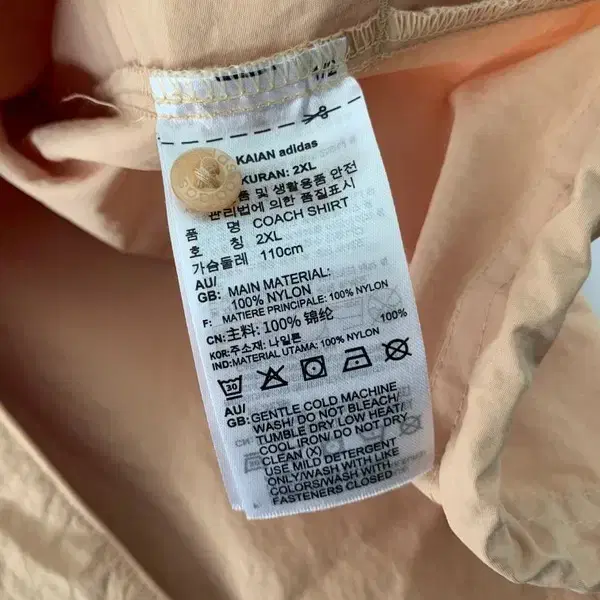 1/2
KAIAN adidas
KURAN: 2XL
품 및 생활용품 안전
관리법에 의한 품질표시
품 명 COACH SHIRT
호 칭 2XL
가슴둘레 110cm
AU/
GB: MAIN MATERIAL:
100% NYLON
F: MATIERE PRINCIPALE: 100% NYLON
CN: 主料: 100% 锦纶 100%
KOR: 주소재: 나일론
IND: MATERIAL UTAMA: 100% NYLON
30
AU/
GB: GENTLE COLD MACHINE
WASH/ DO NOT BLEACH/
TUMBLE DRY LOW HEAT/
COOL IRON/ DO NOT DRY
CLEAN (X)
USE MILD DETERGENT
ONLY/WASH WITH LIKE
COLORS/WASH WITH
FASTENERS CLOSED